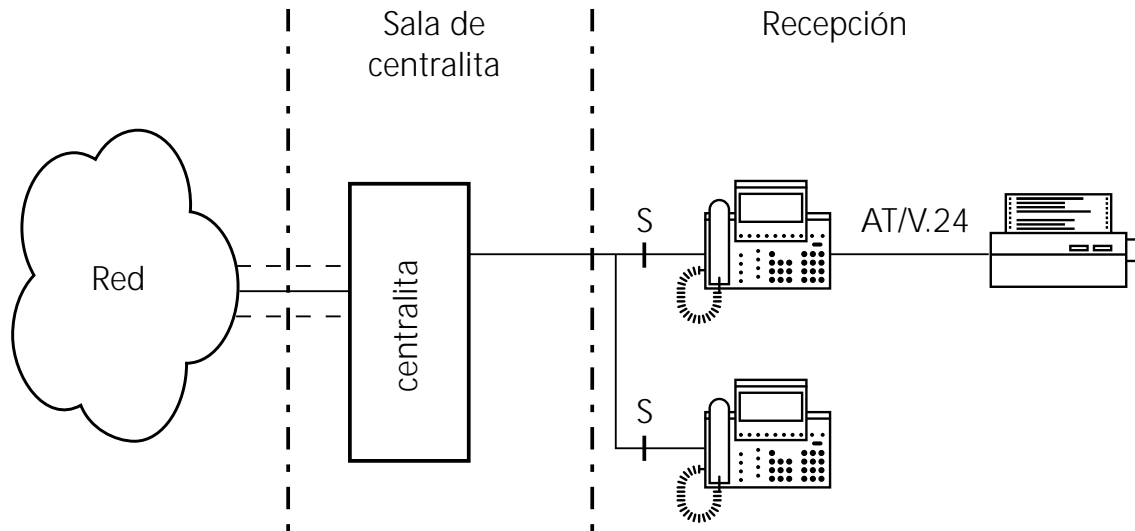 Sala de
centralita
Recepción
Red
centralita
S
AT/V.24
S